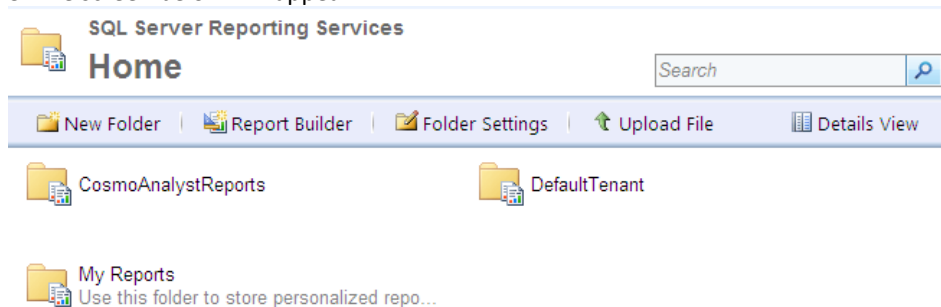 SQL Server Reporting Services
Home
Search
New Folder
Report Builder
Folder Settings
Upload File
Details View
CosmoAnalystReports
DefaultTenant
My Reports
Use this folder to store personalized repo...